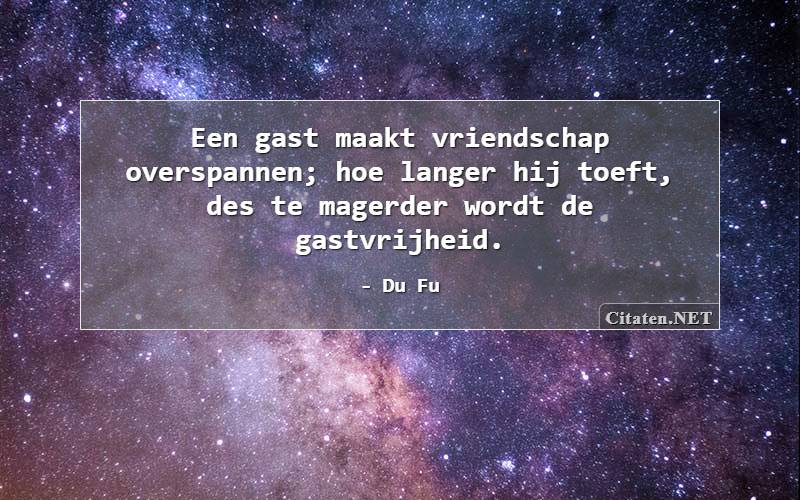 Een gast maakt vriendschap
overspannen; hoe langer hij toeft,
des te magerder wordt de
gastvrijheid.
- Du Fu
Citaten.NET